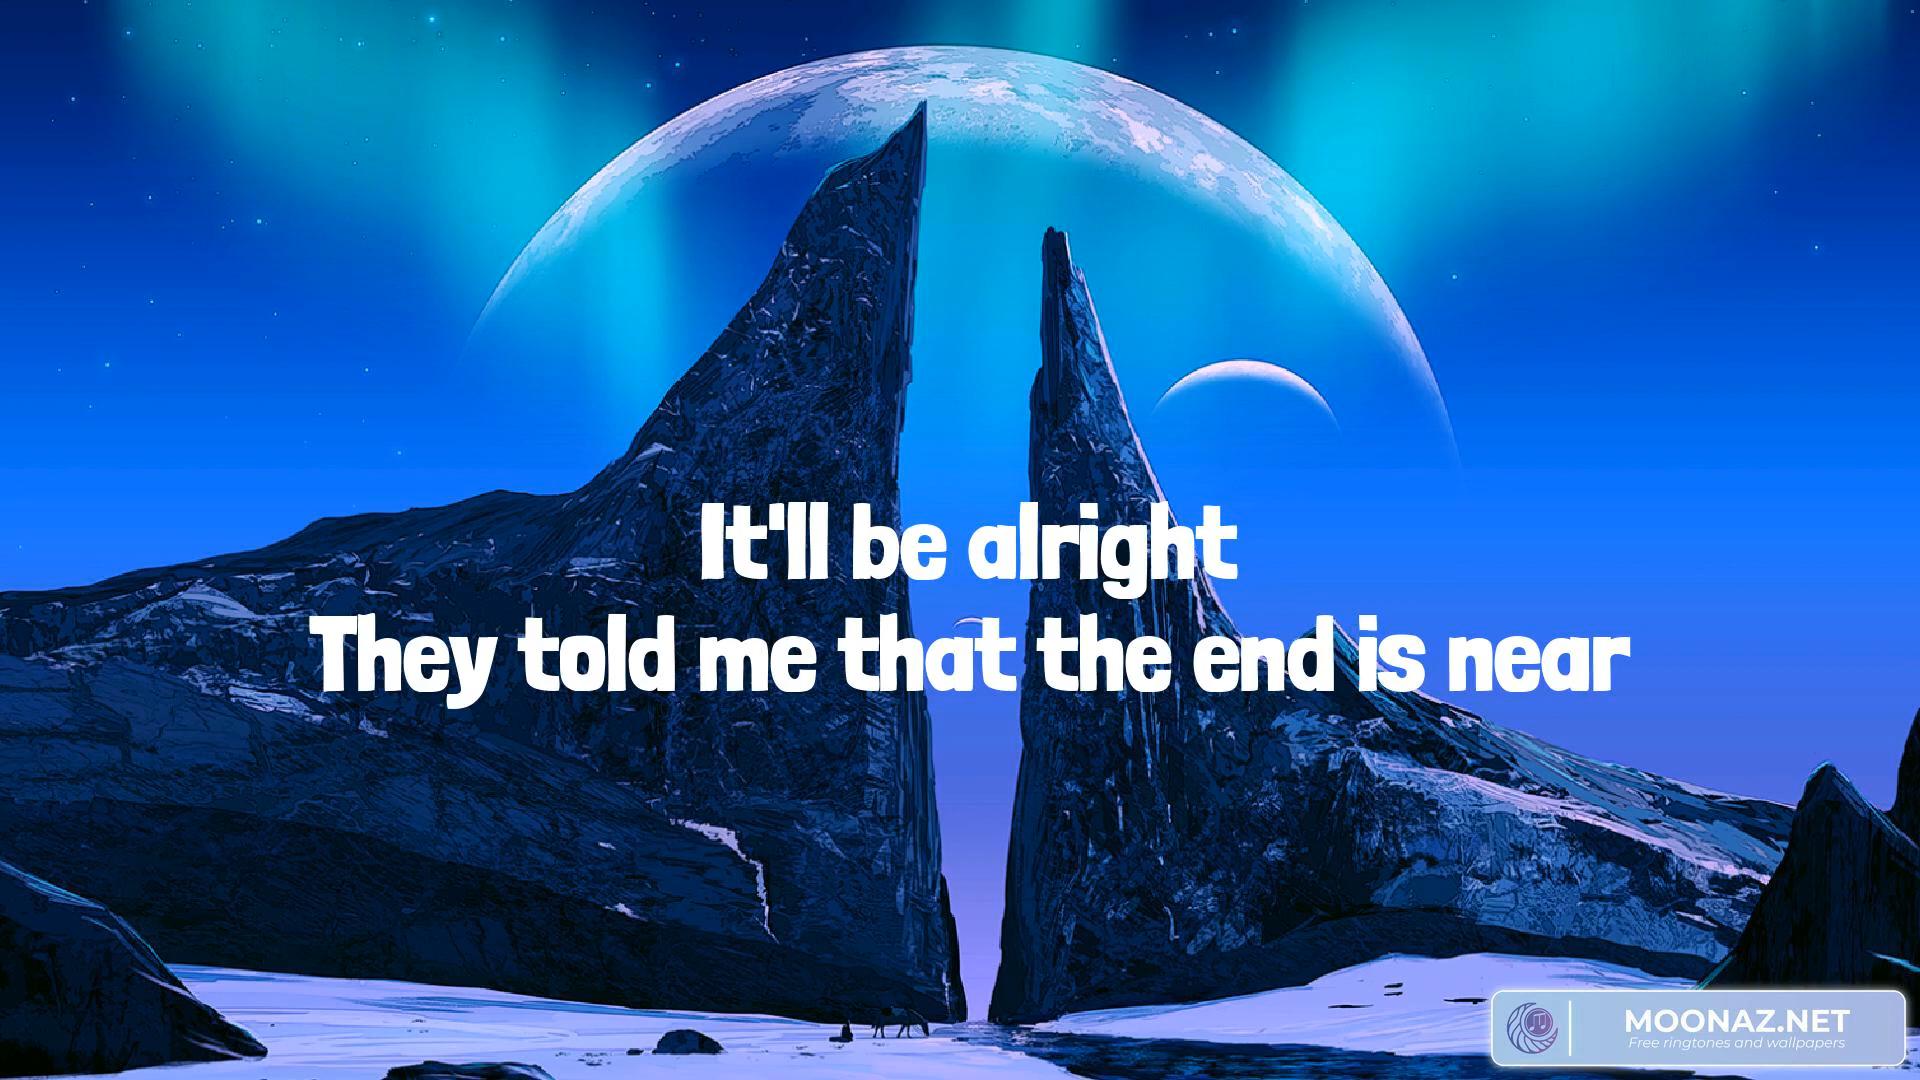 It'll be alright
They told me that the end is near
MOONAZ.NET
Free ringtones and wallpapers